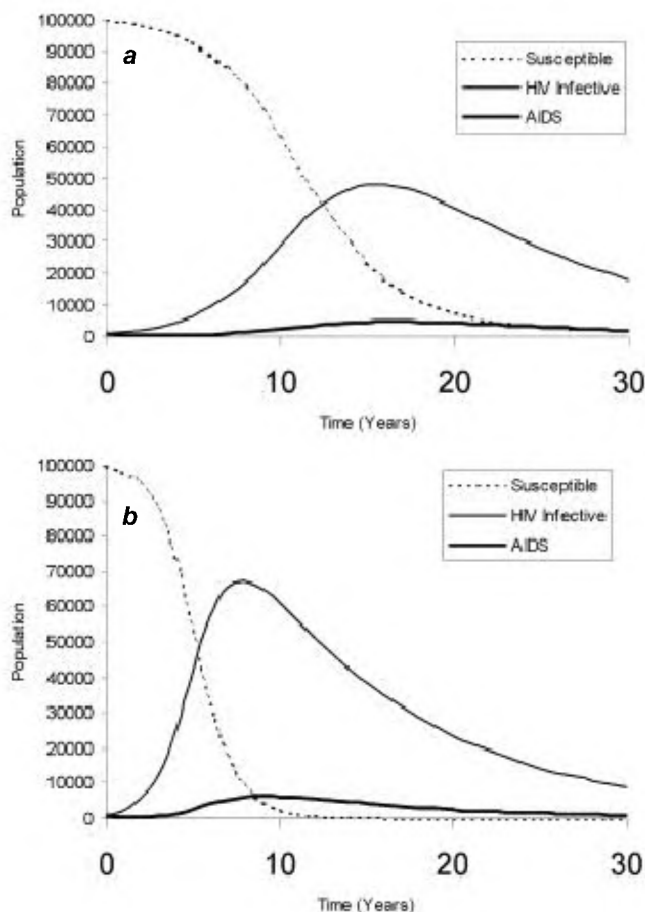 100000
90000
80000
70000
60000
50000
40000
30000
20000
10000
0
Population
a
Susceptible
HIV Infective
AIDS
0 10 20 30
Time (Years)
100000
90000
80000
70000
60000
50000
40000
30000
20000
10000
0
Population
b
Susceptible
HIV Infective
AIDS
0 10 20 30
Time (Years)